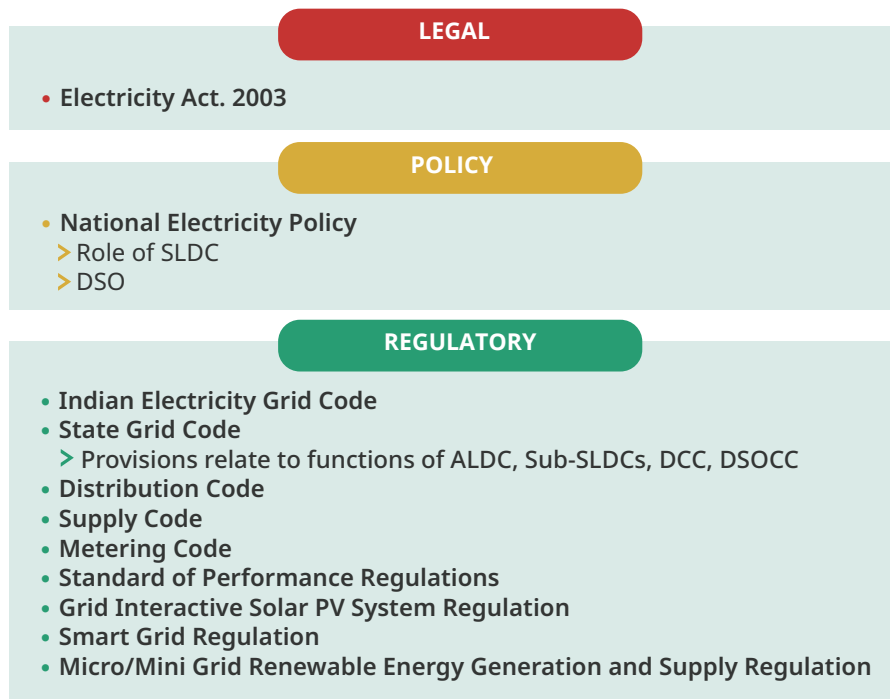 LEGAL
• Electricity Act. 2003
POLICY
• National Electricity Policy
> Role of SLDC
> DSO
REGULATORY
• Indian Electricity Grid Code
• State Grid Code
> Provisions relate to functions of ALDC, Sub-SLDCs, DCC, DSOCC
• Distribution Code
• Supply Code
• Metering Code
• Standard of Performance Regulations
• Grid Interactive Solar PV System Regulation
• Smart Grid Regulation
• Micro/Mini Grid Renewable Energy Generation and Supply Regulation